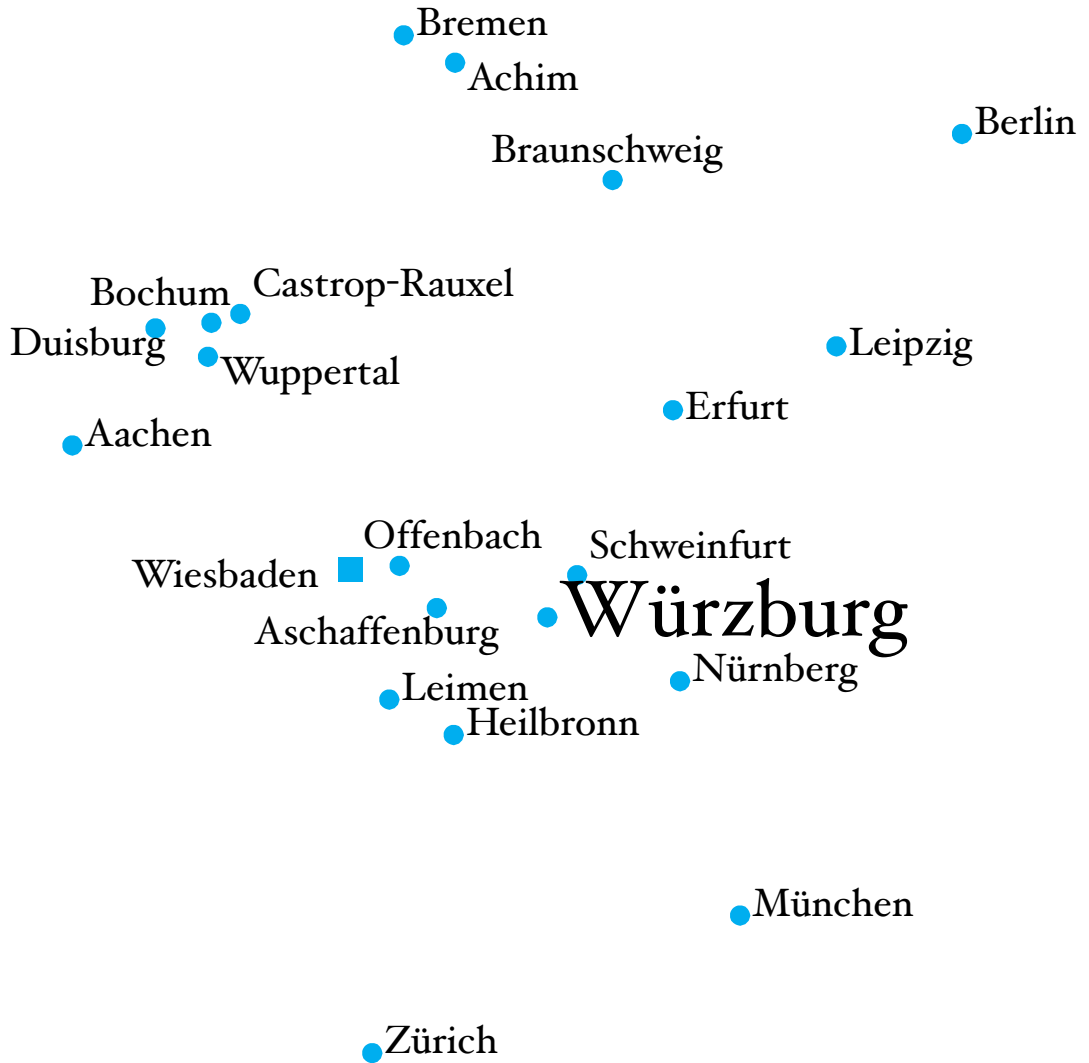 Bremen
Achim
Berlin
Braunschweig
Castrop-Rauxel
Bochum
Duisburg
Leipzig
Wuppertal
Erfurt
Aachen
Offenbach
Schweinfurt
Wiesbaden
Würzburg
Aschaffenburg
Nürnberg
Leimen
Heilbronn
München
Zürich